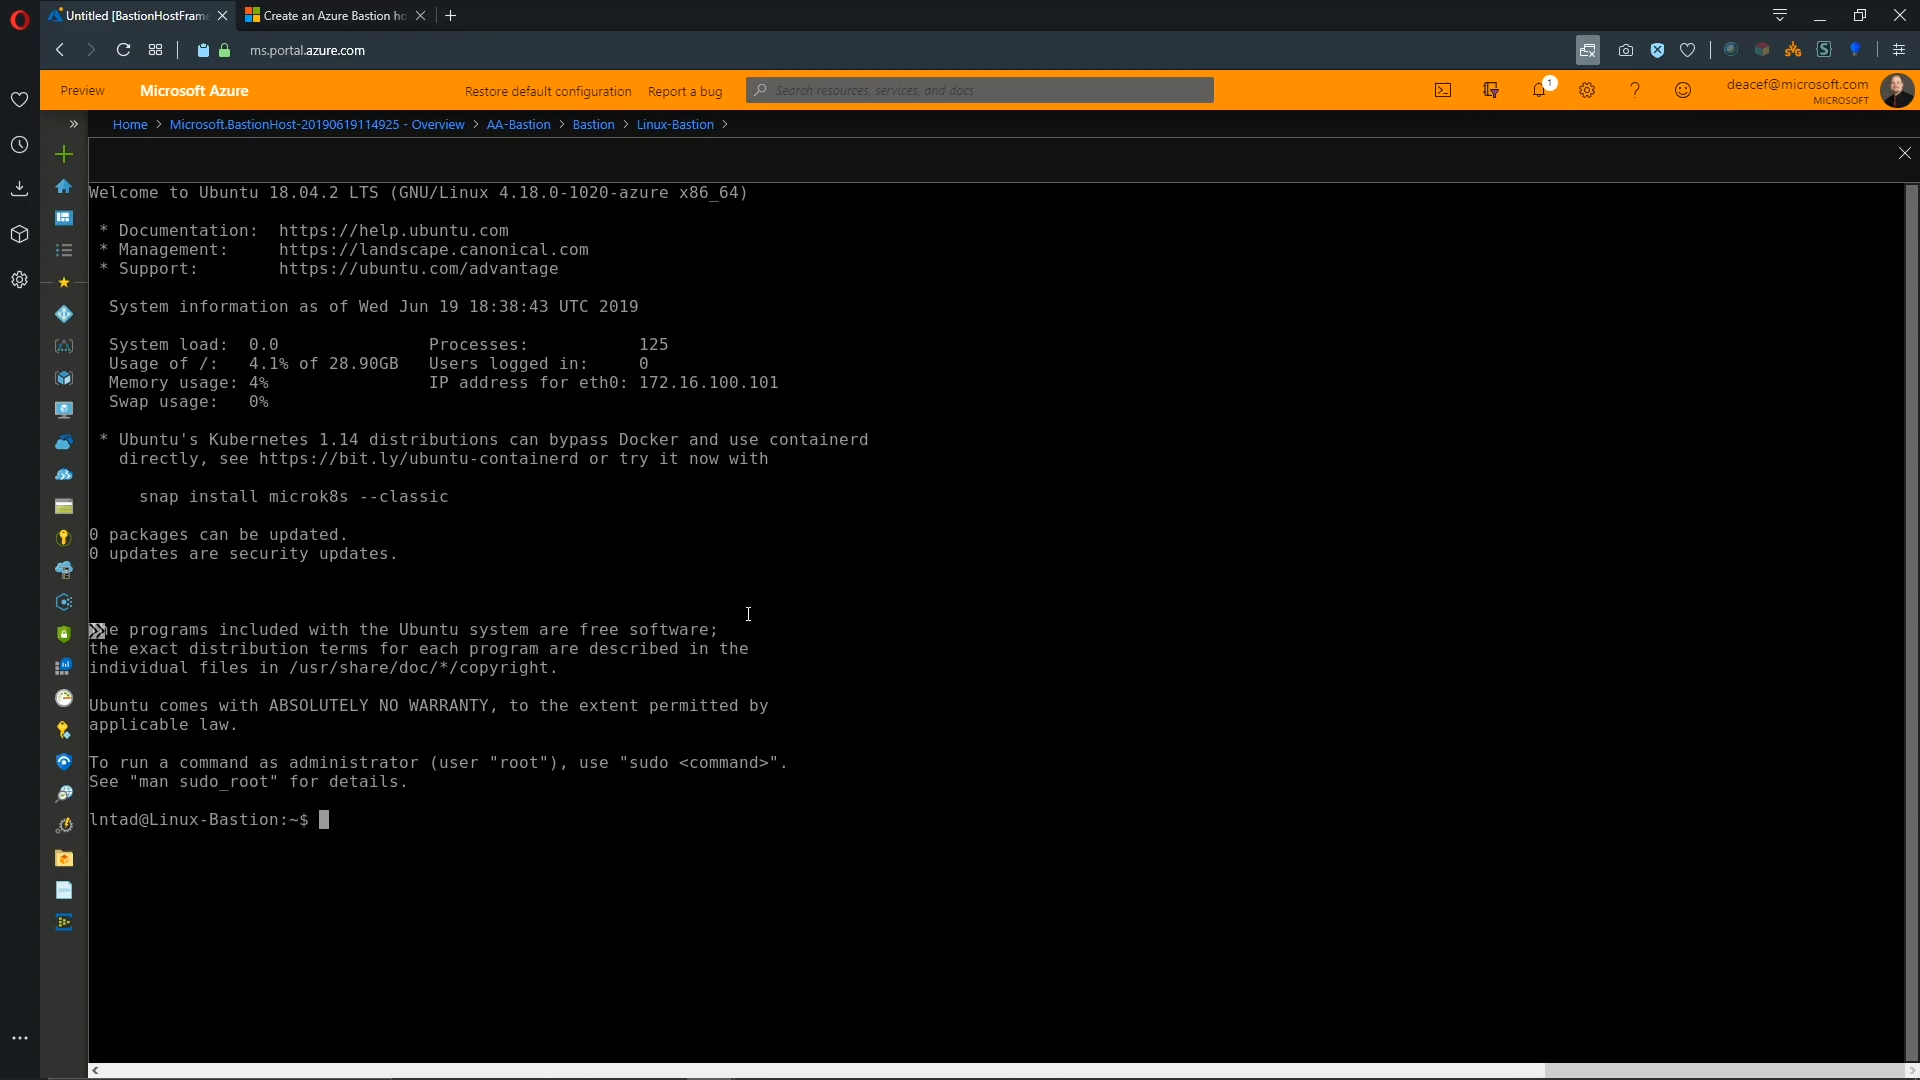 Untitled [BastionHostFrame
Create an Azure Bastion ho
ms.portal.azure.com
Preview
Microsoft Azure
Restore default configuration
Report a bug
Search resources, services, and docs
1
deacef@microsoft.com
MICROSOFT
Home > Microsoft.BastionHost-20190619114925 - Overview > AA-Bastion > Bastion > Linux-Bastion >
Welcome to Ubuntu 18.04.2 LTS (GNU/Linux 4.18.0-1020-azure x86_64)
* Documentation:  https://help.ubuntu.com
* Management:     https://landscape.canonical.com
* Support:        https://ubuntu.com/advantage
System information as of Wed Jun 19 18:38:43 UTC 2019
System load:  0.0               Processes:           125
Usage of /:   4.1% of 28.90GB   Users logged in:     0
Memory usage: 4%                IP address for eth0: 172.16.100.101
Swap usage:   0%
* Ubuntu's Kubernetes 1.14 distributions can bypass Docker and use containerd
directly, see https://bit.ly/ubuntu-containerd or try it now with
snap install microk8s --classic
0 packages can be updated.
0 updates are security updates.
he programs included with the Ubuntu system are free software;
the exact distribution terms for each program are described in the
individual files in /usr/share/doc/*/copyright.
Ubuntu comes with ABSOLUTELY NO WARRANTY, to the extent permitted by
applicable law.
To run a command as administrator (user "root"), use "sudo <command>".
See "man sudo_root" for details.
lntad@Linux-Bastion:~$